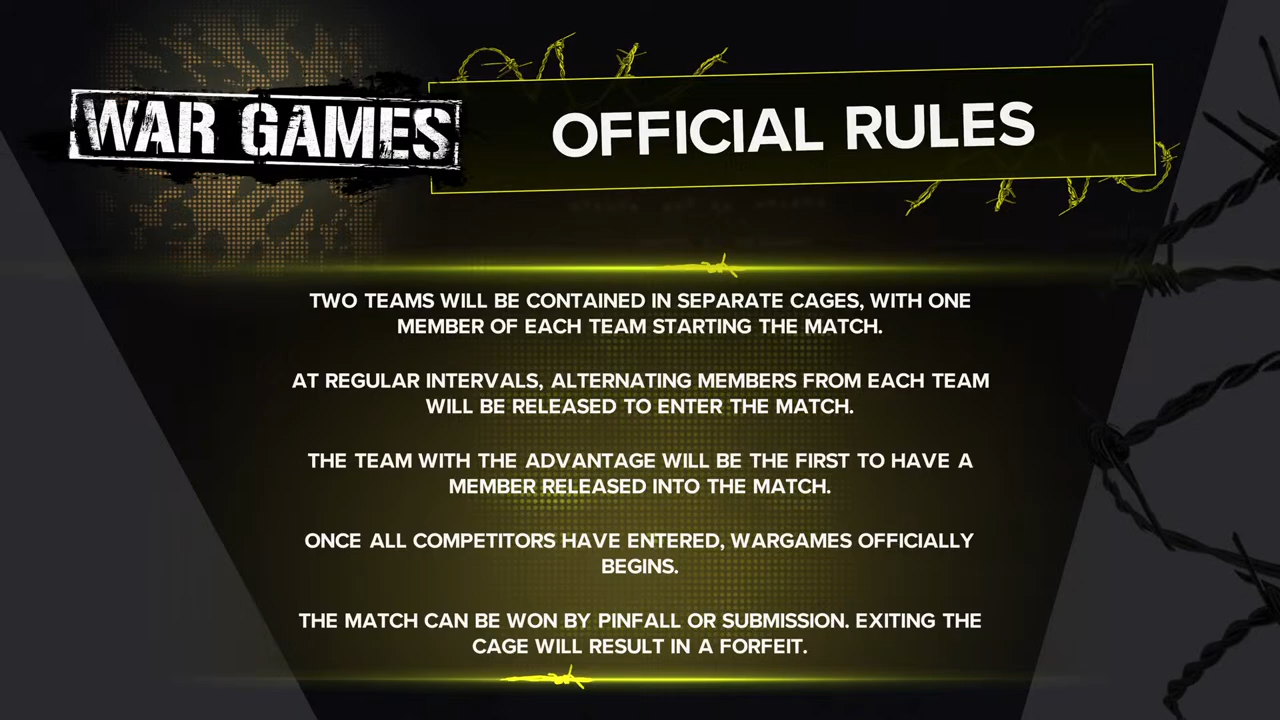 WAR GAMES
OFFICIAL RULES
TWO TEAMS WILL BE CONTAINED IN SEPARATE CAGES, WITH ONE
MEMBER OF EACH TEAM STARTING THE MATCH.
AT REGULAR INTERVALS, ALTERNATING MEMBERS FROM EACH TEAM
WILL BE RELEASED TO ENTER THE MATCH.
THE TEAM WITH THE ADVANTAGE WILL BE THE FIRST TO HAVE A
MEMBER RELEASED INTO THE MATCH.
ONCE ALL COMPETITORS HAVE ENTERED, WARGAMES OFFICIALLY
BEGINS.
THE MATCH CAN BE WON BY PINFALL OR SUBMISSION. EXITING THE
CAGE WILL RESULT IN A FORFEIT.